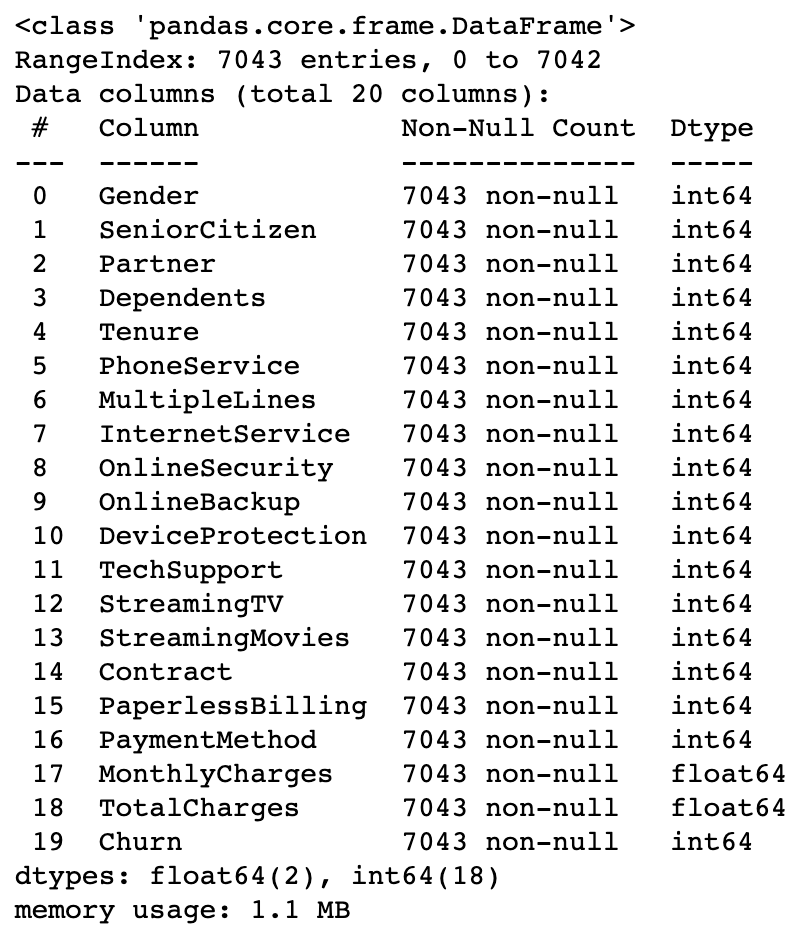 <class 'pandas.core.frame.DataFrame'>
RangeIndex: 7043 entries, 0 to 7042
Data columns (total 20 columns):
 #   Column            Non-Null Count  Dtype
---  ------            --------------  -----
 0   Gender            7043 non-null   int64
 1   SeniorCitizen     7043 non-null   int64
 2   Partner           7043 non-null   int64
 3   Dependents        7043 non-null   int64
 4   Tenure            7043 non-null   int64
 5   PhoneService      7043 non-null   int64
 6   MultipleLines     7043 non-null   int64
 7   InternetService   7043 non-null   int64
 8   OnlineSecurity    7043 non-null   int64
 9   OnlineBackup      7043 non-null   int64
 10  DeviceProtection  7043 non-null   int64
 11  TechSupport       7043 non-null   int64
 12  StreamingTV       7043 non-null   int64
 13  StreamingMovies   7043 non-null   int64
 14  Contract          7043 non-null   int64
 15  PaperlessBilling  7043 non-null   int64
 16  PaymentMethod     7043 non-null   int64
 17  MonthlyCharges    7043 non-null   float64
 18  TotalCharges      7043 non-null   float64
 19  Churn             7043 non-null   int64
dtypes: float64(2), int64(18)
memory usage: 1.1 MB